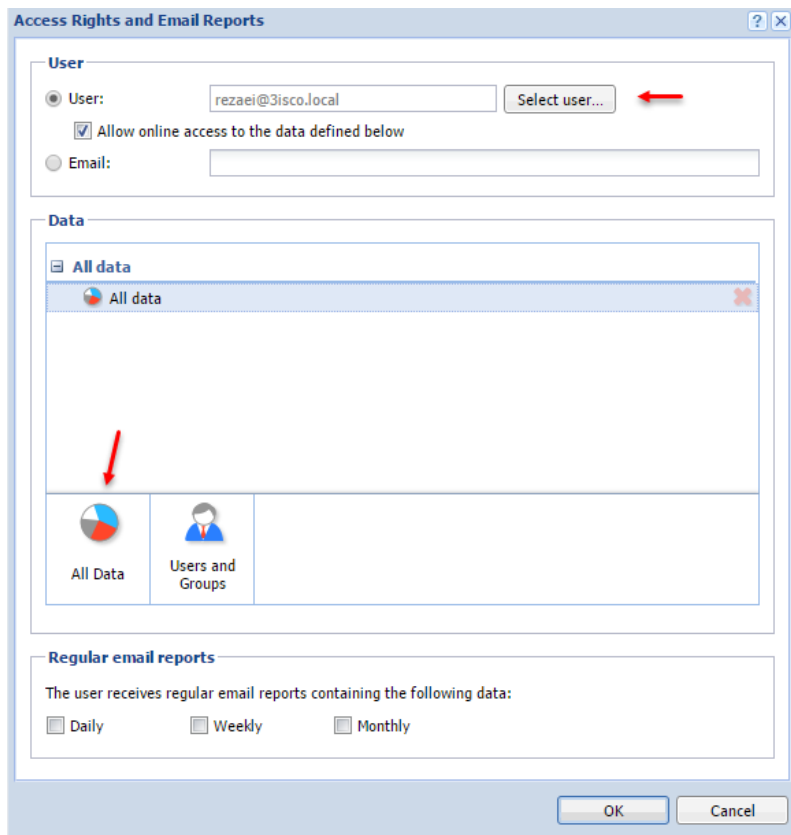 Access Rights and Email Reports
User
User:
rezaei@3isco.local
Select user...
Allow online access to the data defined below
Email:
Data
All data
All data
All Data
Users and
Groups
Regular email reports
The user receives regular email reports containing the following data:
Daily
Weekly
Monthly
OK
Cancel